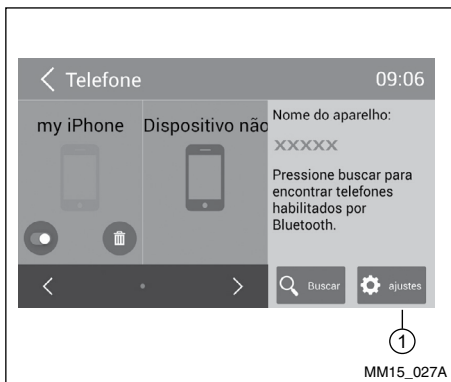 Telefone 09:06
my iPhone
Dispositivo não
Nome do aparelho:
XXXXX
Pressione buscar para
encontrar telefones
habilitados por
Bluetooth.
Buscar
ajustes
1
MM15_027A